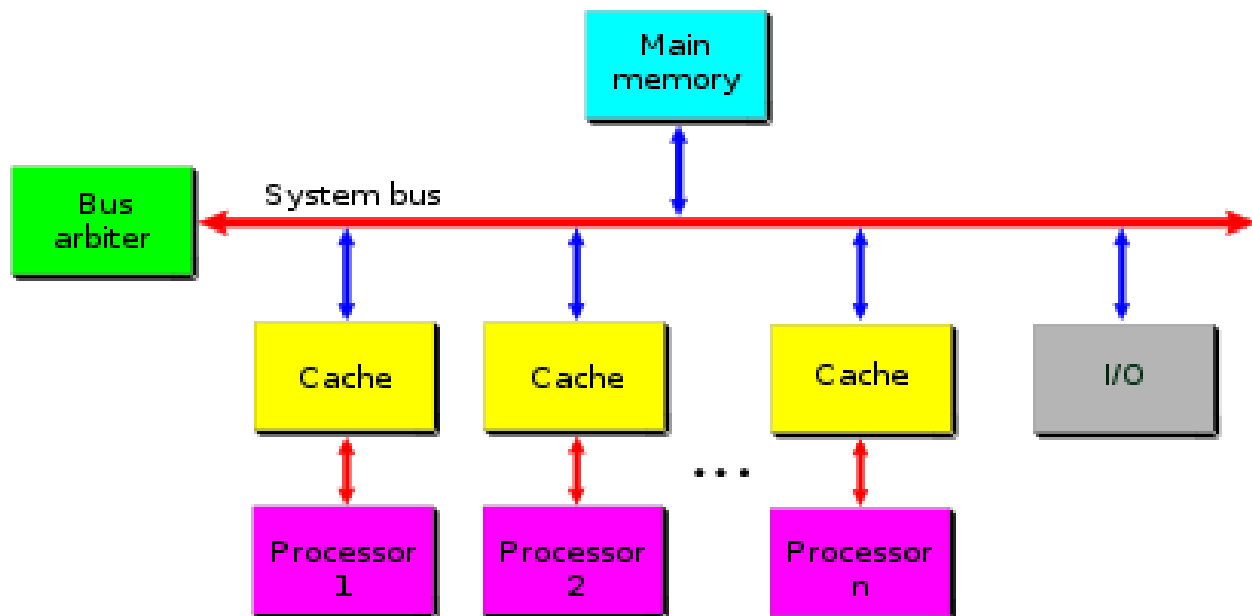 Main
memory
Bus
arbiter
System bus
Cache
Cache
Cache
I/O
...
Processor
1
Processor
2
Processor
n